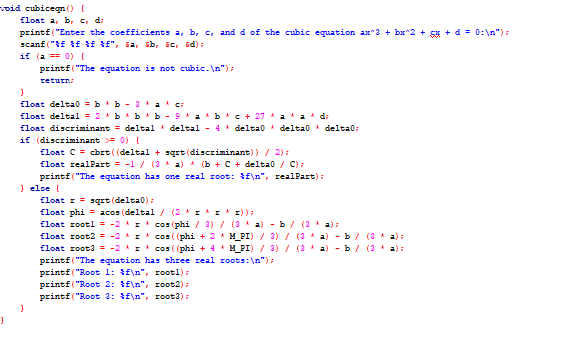 void cubiceqn() {
float a, b, c, d;
printf("Enter the coefficients a, b, c, and d of the cubic equation ax^3 + bx^2 + cx + d = 0:\n");
scanf("%f %f %f %f", &a, &b, &c, &d);
if (a == 0) {
printf("The equation is not cubic.\n");
return;
}
float delta0 = b * b - 3 * a * c;
float delta1 = 2 * b * b * b - 9 * a * b * c + 27 * a * a * d;
float discriminant = delta1 * delta1 - 4 * delta0 * delta0 * delta0;
if (discriminant >= 0) {
float C = cbrt((delta1 + sqrt(discriminant)) / 2);
float realPart = -1 / (3 * a) * (b + C + delta0 / C);
printf("The equation has one real root: %f\n", realPart);
} else {
float r = sqrt(delta0);
float phi = acos(delta1 / (2 * r * r * r));
float root1 = -2 * r * cos(phi / 3) / (3 * a) - b / (3 * a);
float root2 = -2 * r * cos((phi + 2 * M_PI) / 3) / (3 * a) - b / (3 * a);
float root3 = -2 * r * cos((phi + 4 * M_PI) / 3) / (3 * a) - b / (3 * a);
printf("The equation has three real roots:\n");
printf("Root 1: %f\n", root1);
printf("Root 2: %f\n", root2);
printf("Root 3: %f\n", root3);
}
}